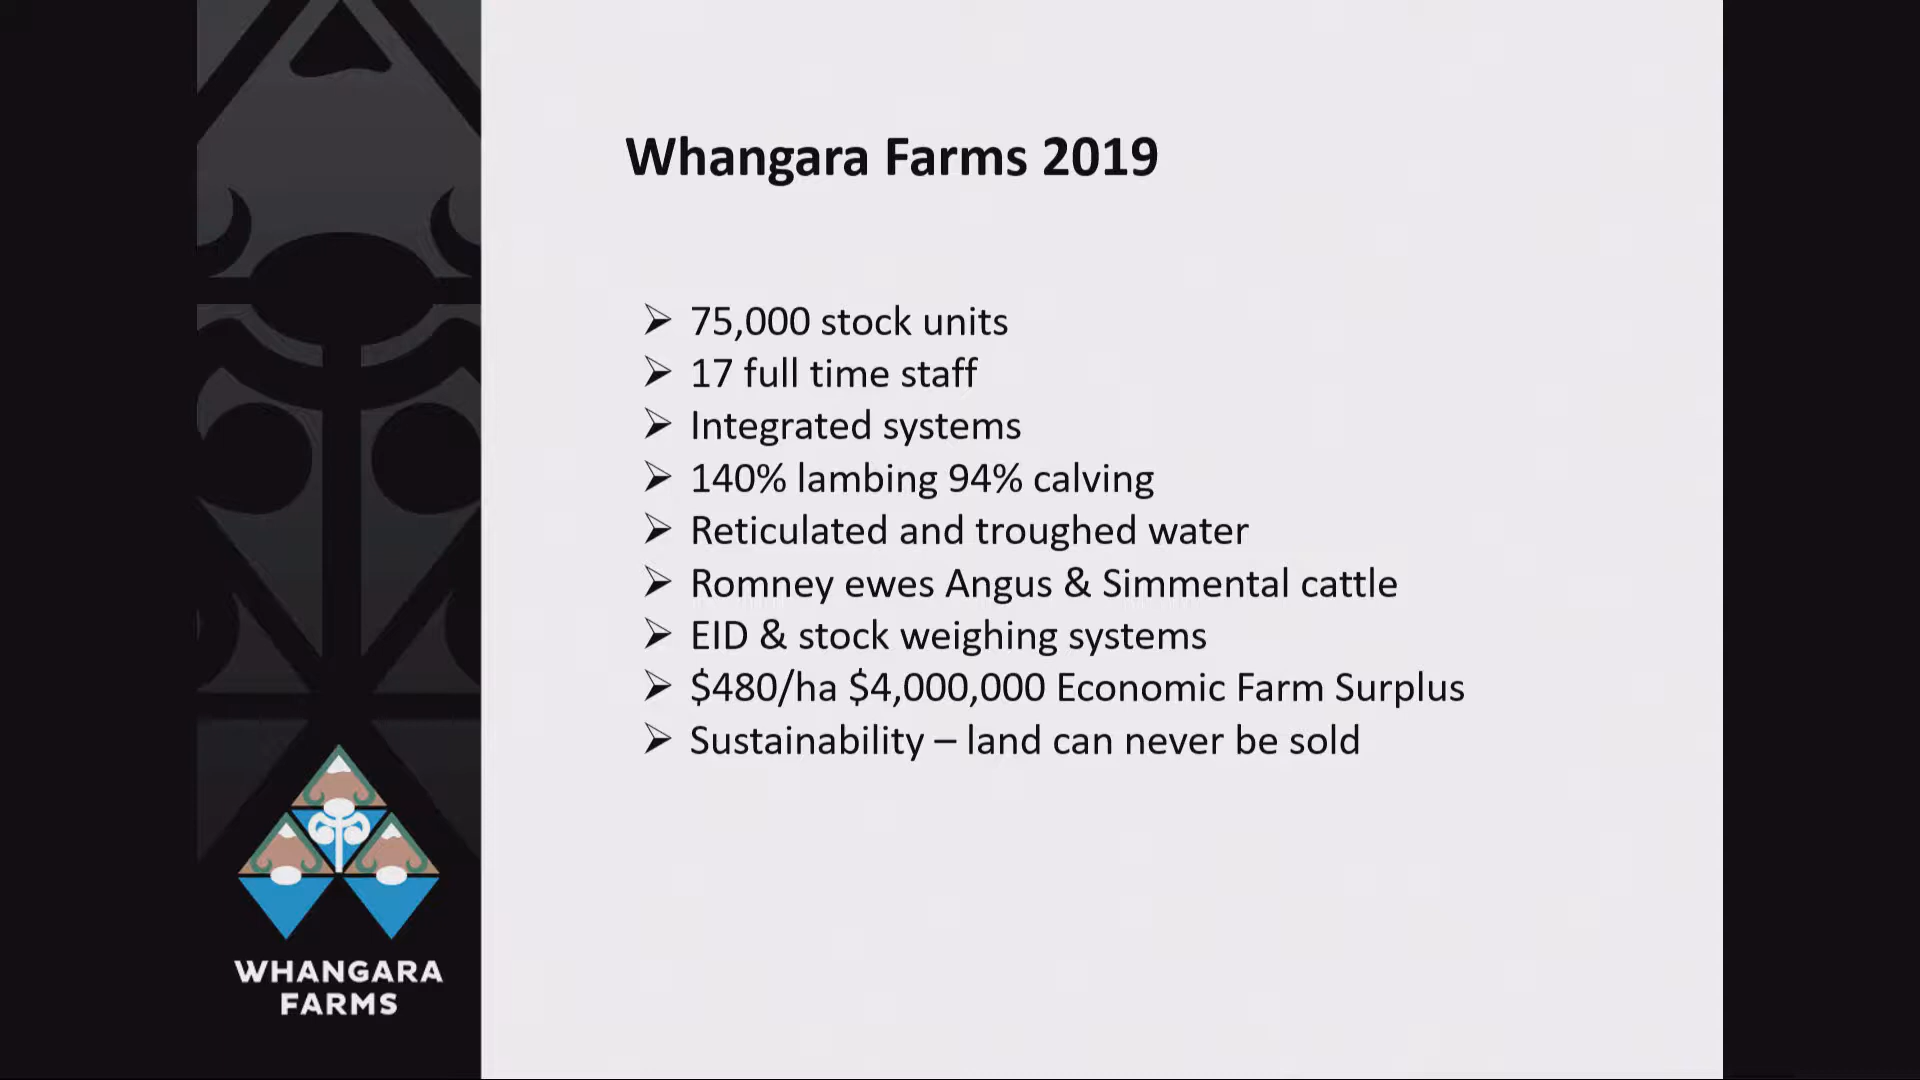 Whangara Farms 2019
75,000 stock units
17 full time staff
Integrated systems
140% lambing 94% calving
Reticulated and troughed water
Romney ewes Angus & Simmental cattle
EID & stock weighing systems
$480/ha $4,000,000 Economic Farm Surplus
Sustainability – land can never be sold
WHANGARA
FARMS